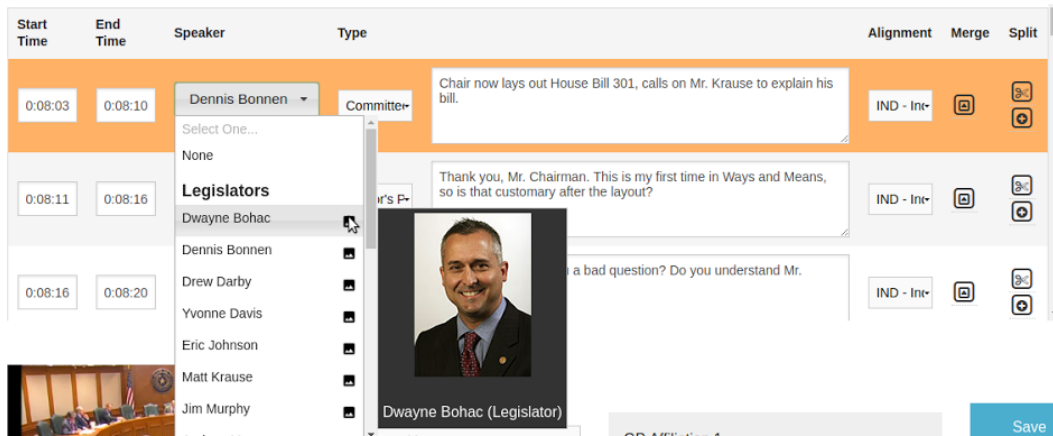 Start Time
End Time
Speaker
Type
Alignment
Merge
Split
0:08:03
0:08:10
Dennis Bonnen
Committee
Chair now lays out House Bill 301, calls on Mr. Krause to explain his
bill.
IND - In
Select One...
None
Legislators
Dwayne Bohac
Dennis Bonnen
Drew Darby
Yvonne Davis
Eric Johnson
Matt Krause
Jim Murphy
0:08:11
0:08:16
or's P
Thank you, Mr. Chairman. This is my first time in Ways and Means,
so is that customary after the layout?
IND - In
0:08:16
0:08:20
a bad question? Do you understand Mr.
IND - In
Dwayne Bohac (Legislator)
Save